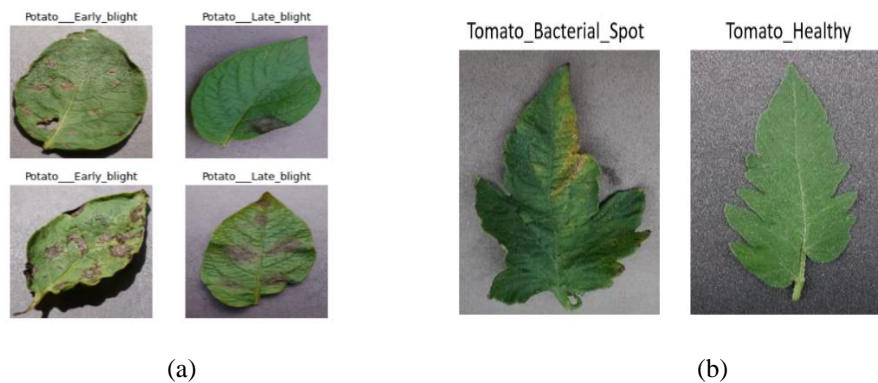 Potato___Early_blight
Potato___Late_blight
Potato___Early_blight
Potato___Late_blight
(a)
Tomato_Bacterial_Spot
Tomato_Healthy
(b)